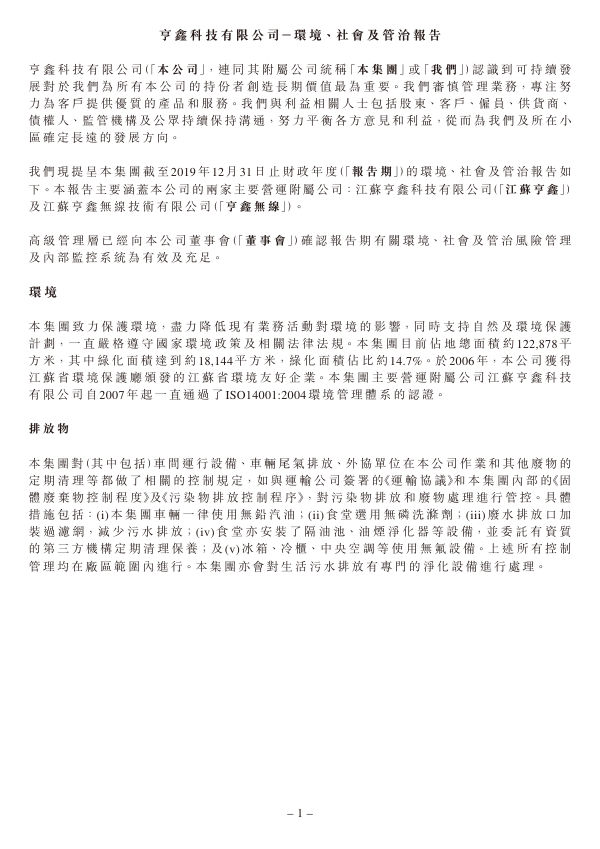 亨鑫科技有限公司－環境、社會及管治報告
亨鑫科技有限公司(「本公司」，連同其附屬公司統稱「本集團」或「我們」)認識到可持續發
展對於我們為所有本公司的持份者創造長期價值最為重要。我們審慎管理業務，專注努
力為客戶提供優質的產品和服務。我們與利益相關人士包括股東、客戶、僱員、供貨商、
債權人、監管機構及公眾持續保持溝通，努力平衡各方意見和利益，從而為我們及所在小
區確定長遠的發展方向。
我們現提呈本集團截至2019年12月31日止財政年度(「報告期」)的環境、社會及管治報告如
下。本報告主要涵蓋本公司的兩家主要營運附屬公司：江蘇亨鑫科技有限公司(「江蘇亨鑫」)
及江蘇亨鑫無線技術有限公司(「亨鑫無線」)。
高級管理層已經向本公司董事會(「董事會」)確認報告期有關環境、社會及管治風險管理
及內部監控系統為有效及充足。
環境
本集團致力保護環境，盡力降低現有業務活動對環境的影響，同時支持自然及環境保護
計劃，一直嚴格遵守國家環境政策及相關法律法規。本集團目前佔地總面積約122,878平
方米，其中綠化面積達到約18,144平方米，綠化面積佔比約14.7%。於2006年，本公司獲得
江蘇省環境保護廳頒發的江蘇省環境友好企業。本集團主要營運附屬公司江蘇亨鑫科技
有限公司自2007年起一直通過了ISO14001:2004環境管理體系的認證。
排放物
本集團對(其中包括)車間運行設備、車輛尾氣排放、外協單位在本公司作業和其他廢物的
定期清理等都做了相關的控制規定，如與運輸公司簽署的《運輸協議》和本集團內部的《固
體廢棄物控制程度》及《污染物排放控制程序》，對污染物排放和廢物處理進行管控。具體
措施包括：(i)本集團車輛一律使用無鉛汽油；(ii)食堂選用無磷洗滌劑；(iii)廢水排放口加
裝過濾網，減少污水排放；(iv)食堂亦安裝了隔油池、油煙淨化器等設備，並委託有資質
的第三方機構定期清理保養；及(v)冰箱、冷櫃、中央空調等使用無氟設備。上述所有控制
管理均在廠區範圍內進行。本集團亦會對生活污水排放有專門的淨化設備進行處理。
– 1 –